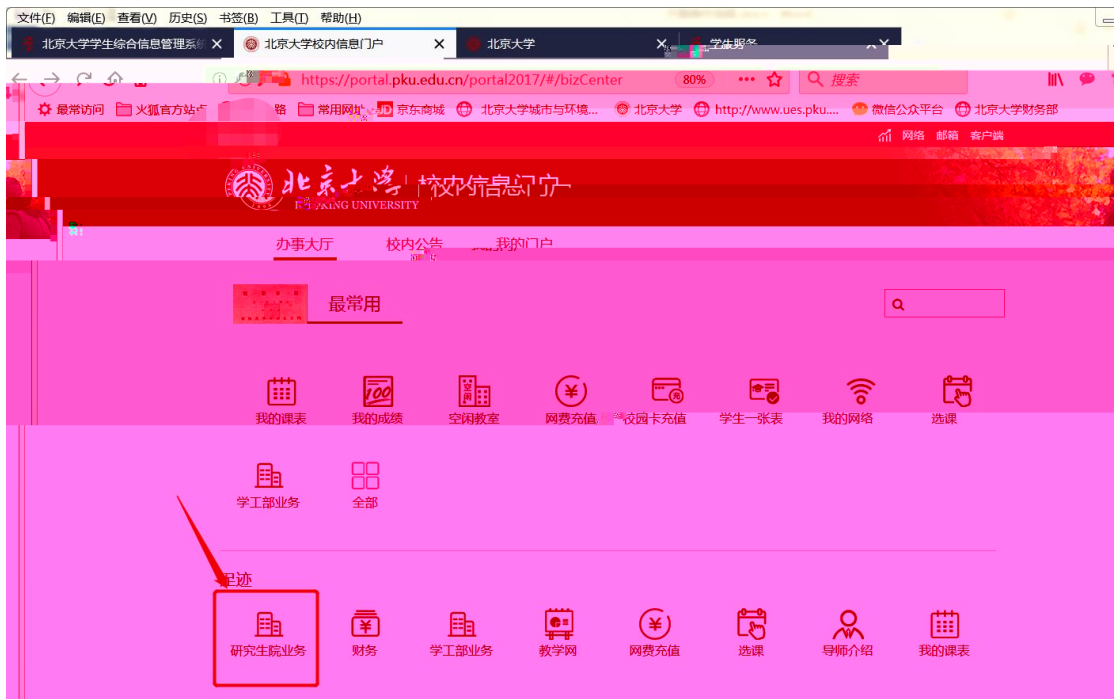 文件(F) 编辑(E) 查看(V) 历史(S) 书签(B) 工具(T) 帮助(H)
北京大学学生综合信息管理系统 北京大学校内信息门户 北京大学 学生服务
https://portal.pku.edu.cn/portal2017/#/bizCenter 80% 搜索
最常访问 火狐官方站点 路 常用网址 京东商城 北京大学城市与环境... 北京大学 http://www.ues.pku.... 微信公众平台 北京大学财务部
网络 邮箱 客户端
北京大学 校内信息门户
PEKING UNIVERSITY
办事大厅 校内公告 我的门户
最常用
我的课表 我的成绩 空闲教室 网费充值 校园卡充值 学生一张表 我的网络 选课
学工部业务 全部
足迹
研究生院业务 财务 学工部业务 教学网 网费充值 选课 导师介绍 我的课表